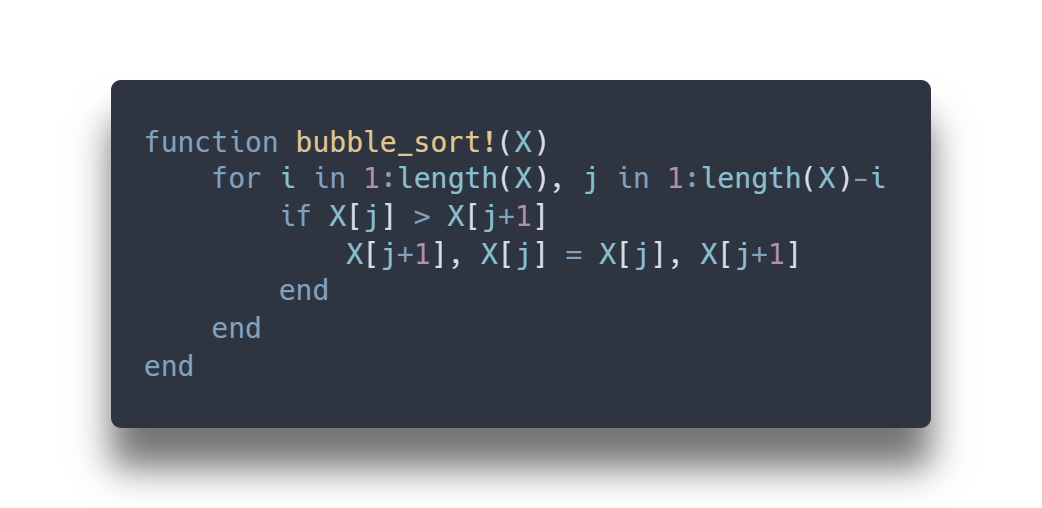 function bubble_sort!(X)
    for i in 1:length(X), j in 1:length(X)-i
        if X[j] > X[j+1]
            X[j+1], X[j] = X[j], X[j+1]
        end
    end
end